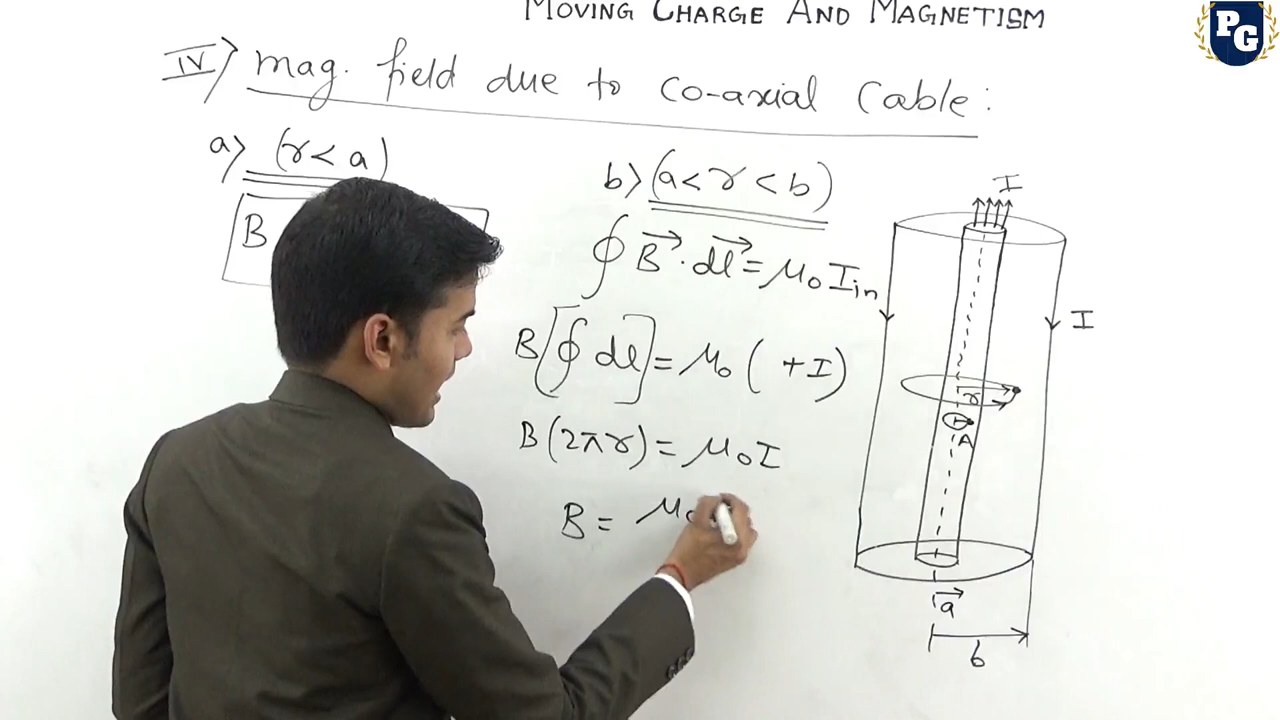 MOVING CHARGE AND MAGNETISM
PG
IV) mag. field due to co-axial Cable:
a) (r < a)
B
b) (a < r < b)
∮ B⃗ · dl⃗ = μ₀ I_in
B[∮ dl] = μ₀ ( +I)
B(2πr) = μ₀I
B = μ₀
I
I
r
A
a
b